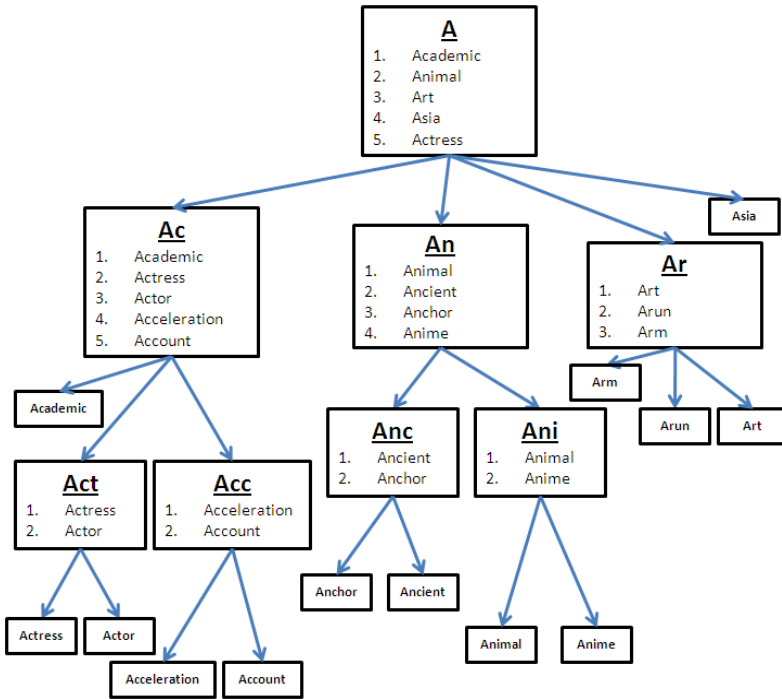 A
1. Academic
2. Animal
3. Art
4. Asia
5. Actress
Asia
Ac
1. Academic
2. Actress
3. Actor
4. Acceleration
5. Account
An
1. Animal
2. Ancient
3. Anchor
4. Anime
Ar
1. Art
2. Arun
3. Arm
Academic
Arm
Arun
Art
Act
1. Actress
2. Actor
Acc
1. Acceleration
2. Account
Anc
1. Ancient
2. Anchor
Ani
1. Animal
2. Anime
Actress
Actor
Acceleration
Account
Anchor
Ancient
Animal
Anime